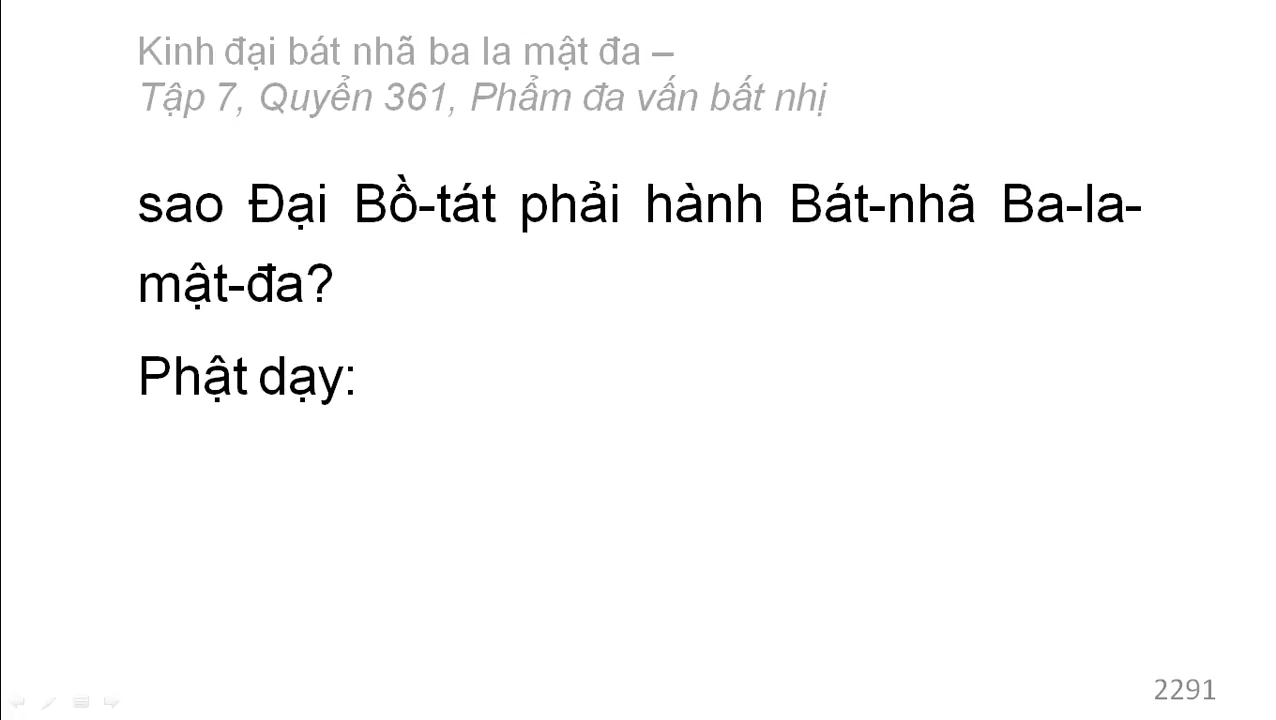 Kinh đại bát nhã ba la mật đa –
Tập 7, Quyển 361, Phẩm đa vấn bất nhị
sao Đại Bồ-tát phải hành Bát-nhã Ba-la-
mật-đa?
Phật dạy:
2291